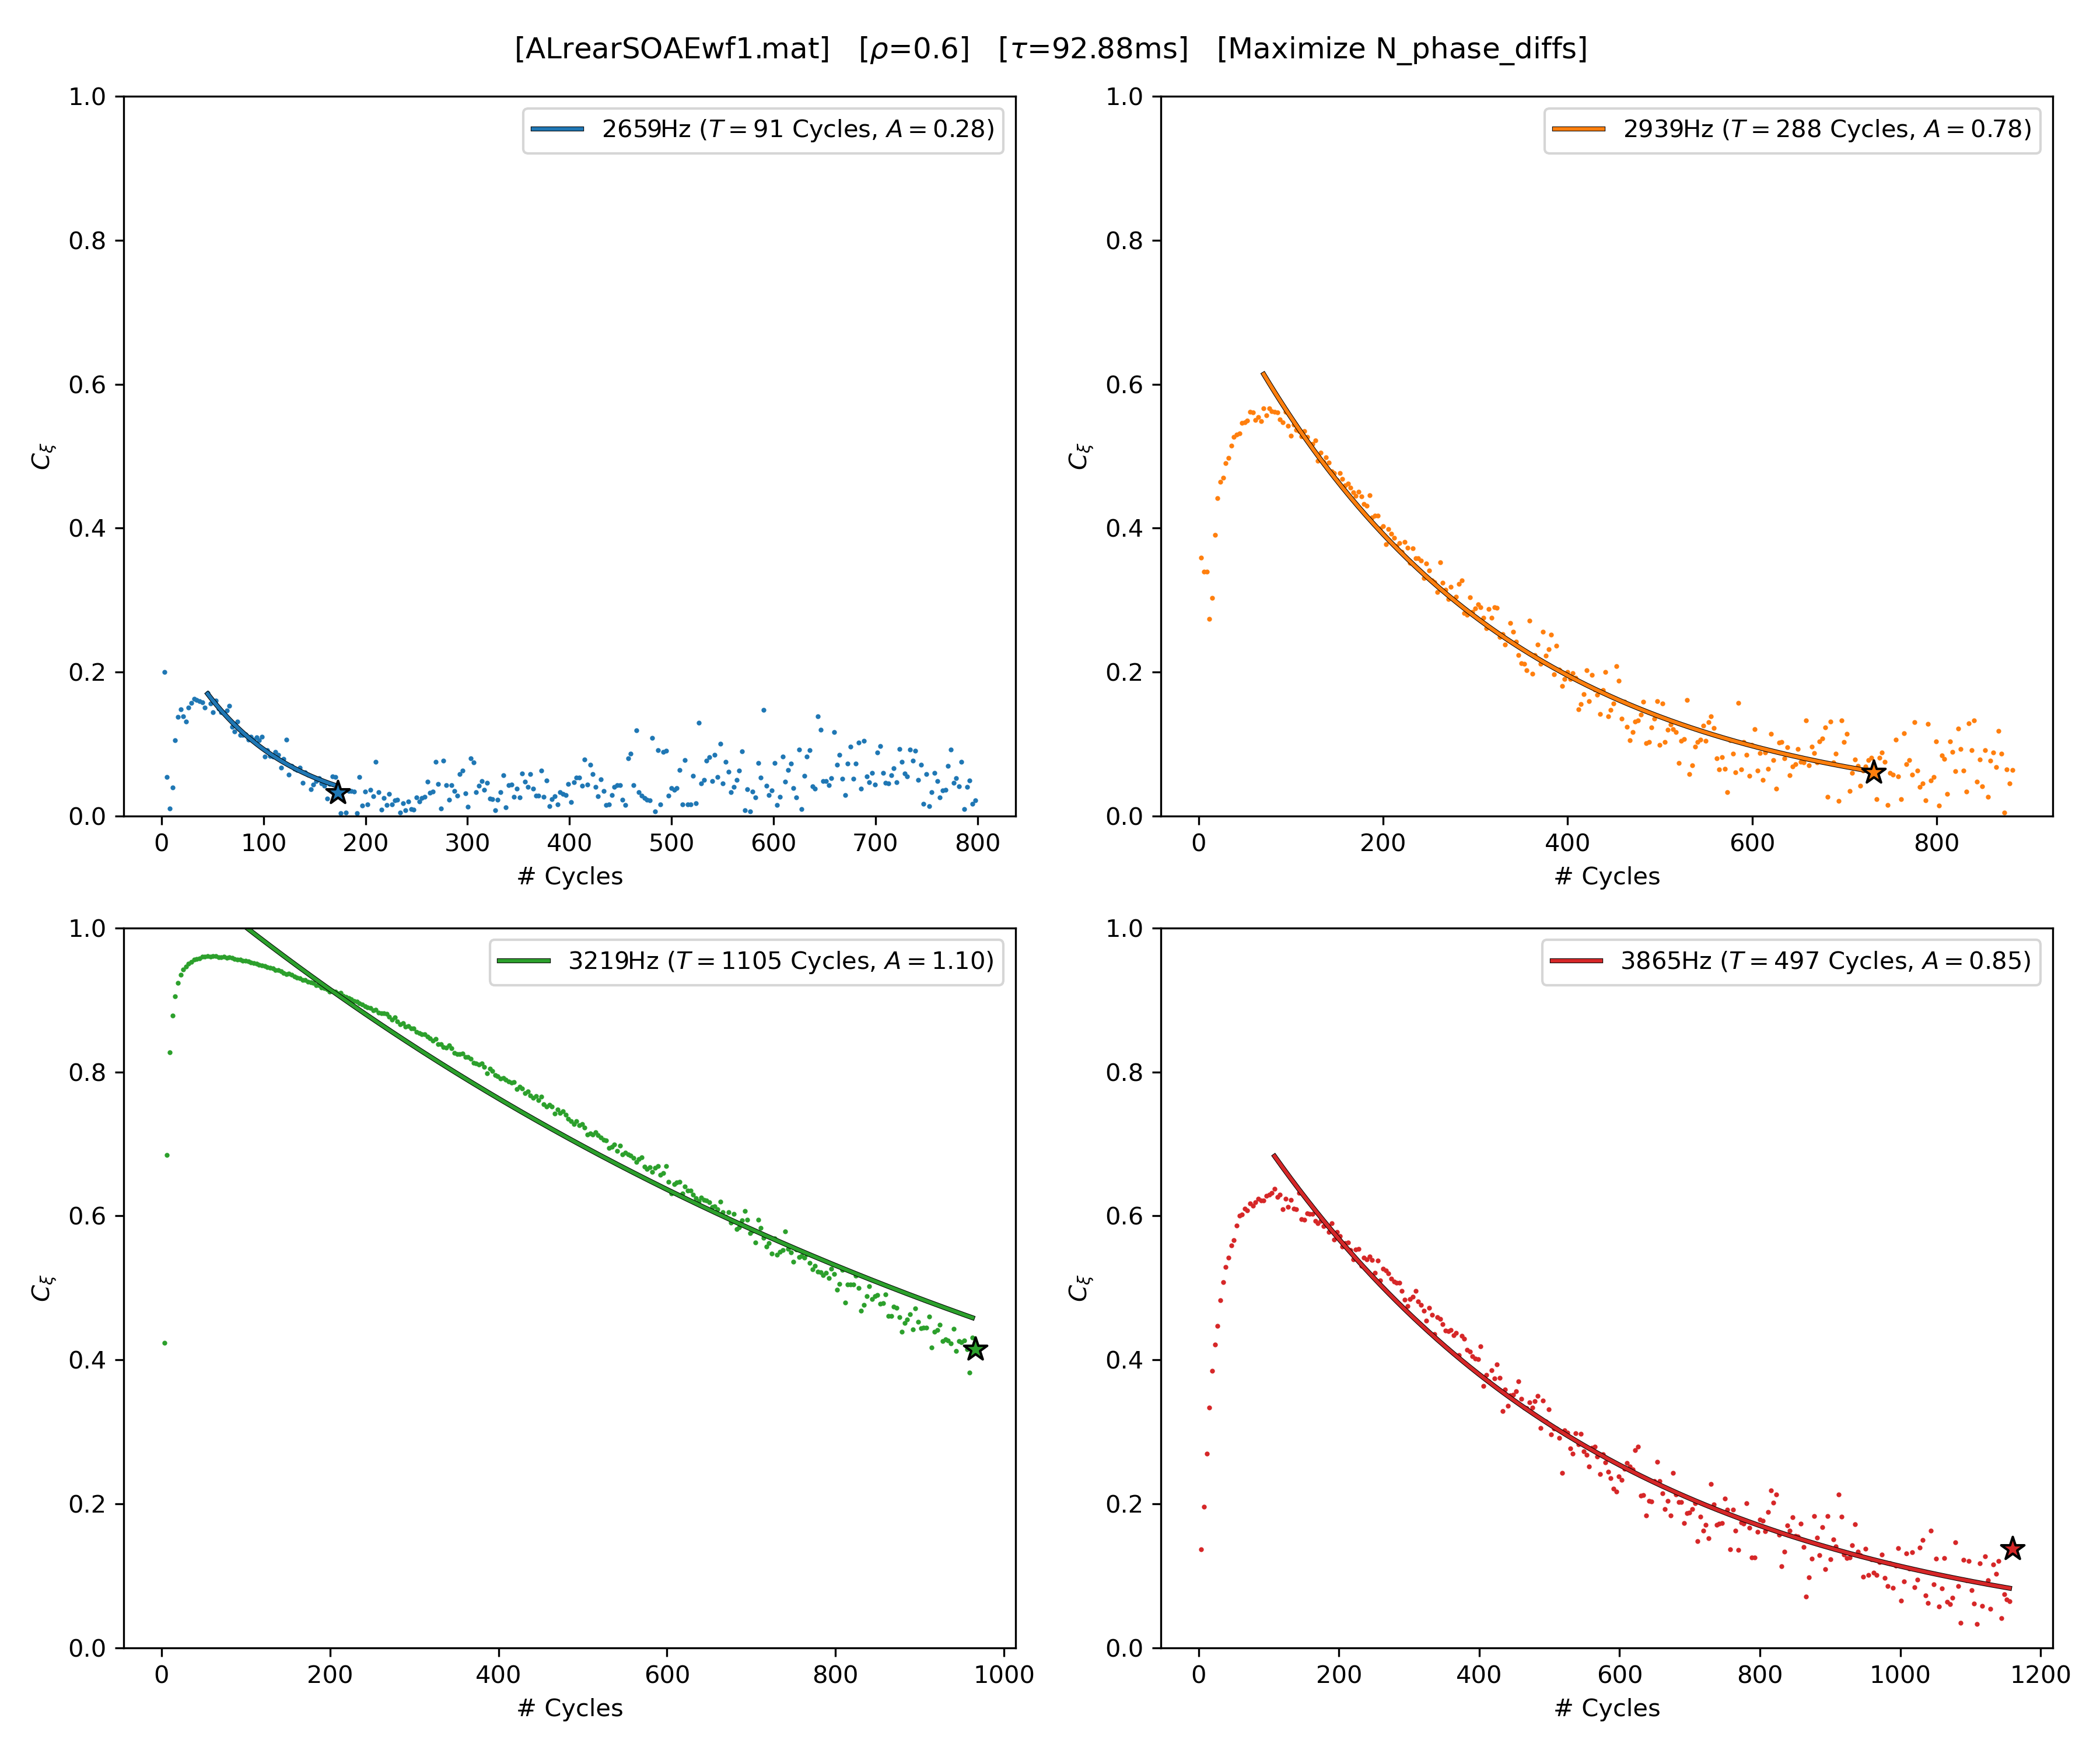 [ALrearSOAEwf1.mat]   [ρ=0.6]   [τ=92.88ms]   [Maximize N_phase_diffs]
2659Hz (T = 91 Cycles, A = 0.28)
1.0
0.8
0.6
0.4
0.2
0.0
Cξ
0 100 200 300 400 500 600 700 800
# Cycles
2939Hz (T = 288 Cycles, A = 0.78)
1.0
0.8
0.6
0.4
0.2
0.0
Cξ
0 200 400 600 800
# Cycles
3219Hz (T = 1105 Cycles, A = 1.10)
1.0
0.8
0.6
0.4
0.2
0.0
Cξ
0 200 400 600 800 1000
# Cycles
3865Hz (T = 497 Cycles, A = 0.85)
1.0
0.8
0.6
0.4
0.2
0.0
Cξ
0 200 400 600 800 1000 1200
# Cycles